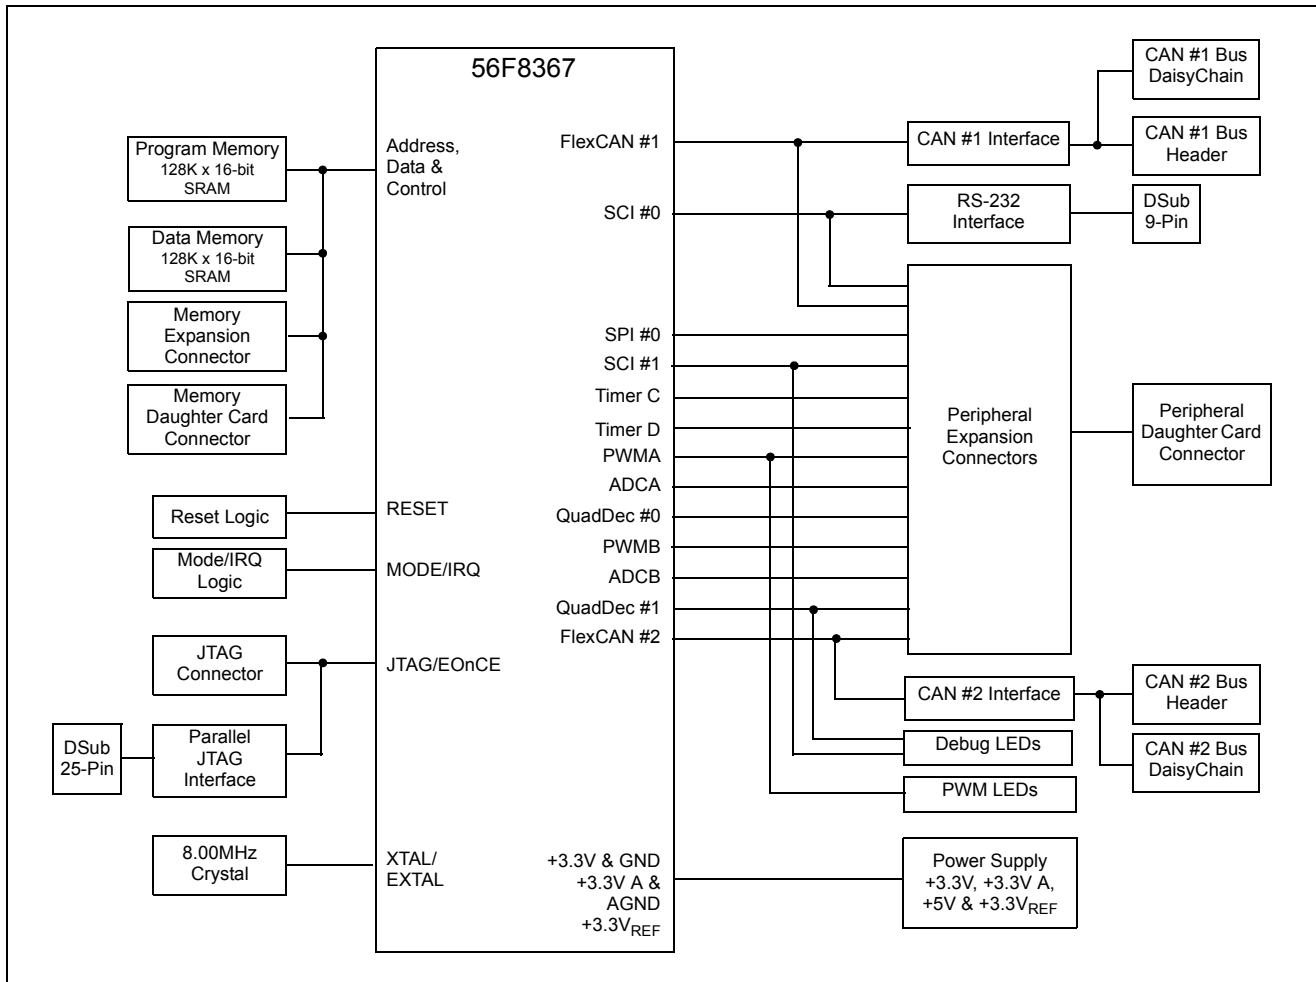 56F8367
Program Memory
128K x 16-bit
SRAM
Data Memory
128K x 16-bit
SRAM
Memory
Expansion
Connector
Memory
Daughter Card
Connector
Reset Logic
Mode/IRQ
Logic
JTAG
Connector
DSub
25-Pin
Parallel
JTAG
Interface
8.00MHz
Crystal
Address,
Data &
Control
RESET
MODE/IRQ
JTAG/EOnCE
XTAL/
EXTAL
FlexCAN #1
SCI #0
SPI #0
SCI #1
Timer C
Timer D
PWMA
ADCA
QuadDec #0
PWMB
ADCB
QuadDec #1
FlexCAN #2
+3.3V & GND
+3.3V A &
AGND
+3.3VREF
CAN #1 Interface
RS-232
Interface
Peripheral
Expansion
Connectors
CAN #2 Interface
Debug LEDs
PWM LEDs
Power Supply
+3.3V, +3.3V A,
+5V & +3.3VREF
CAN #1 Bus
DaisyChain
CAN #1 Bus
Header
DSub
9-Pin
Peripheral
Daughter Card
Connector
CAN #2 Bus
Header
CAN #2 Bus
DaisyChain